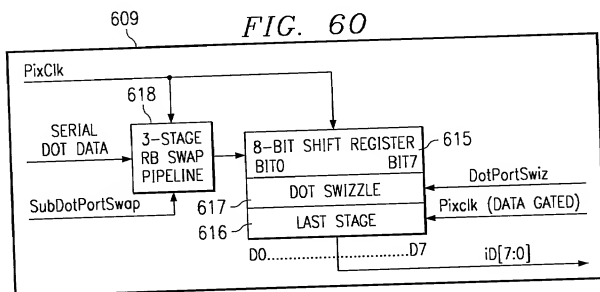 FIG. 60
609
PixClk
618
SERIAL
DOT DATA
3-STAGE
RB SWAP
PIPELINE
SubDotPortSwap
8-BIT SHIFT REGISTER
BIT0 BIT7
615
DOT SWIZZLE
DotPortSwiz
617
LAST STAGE
Pixclk (DATA GATED)
616
D0......................D7
iD[7:0]